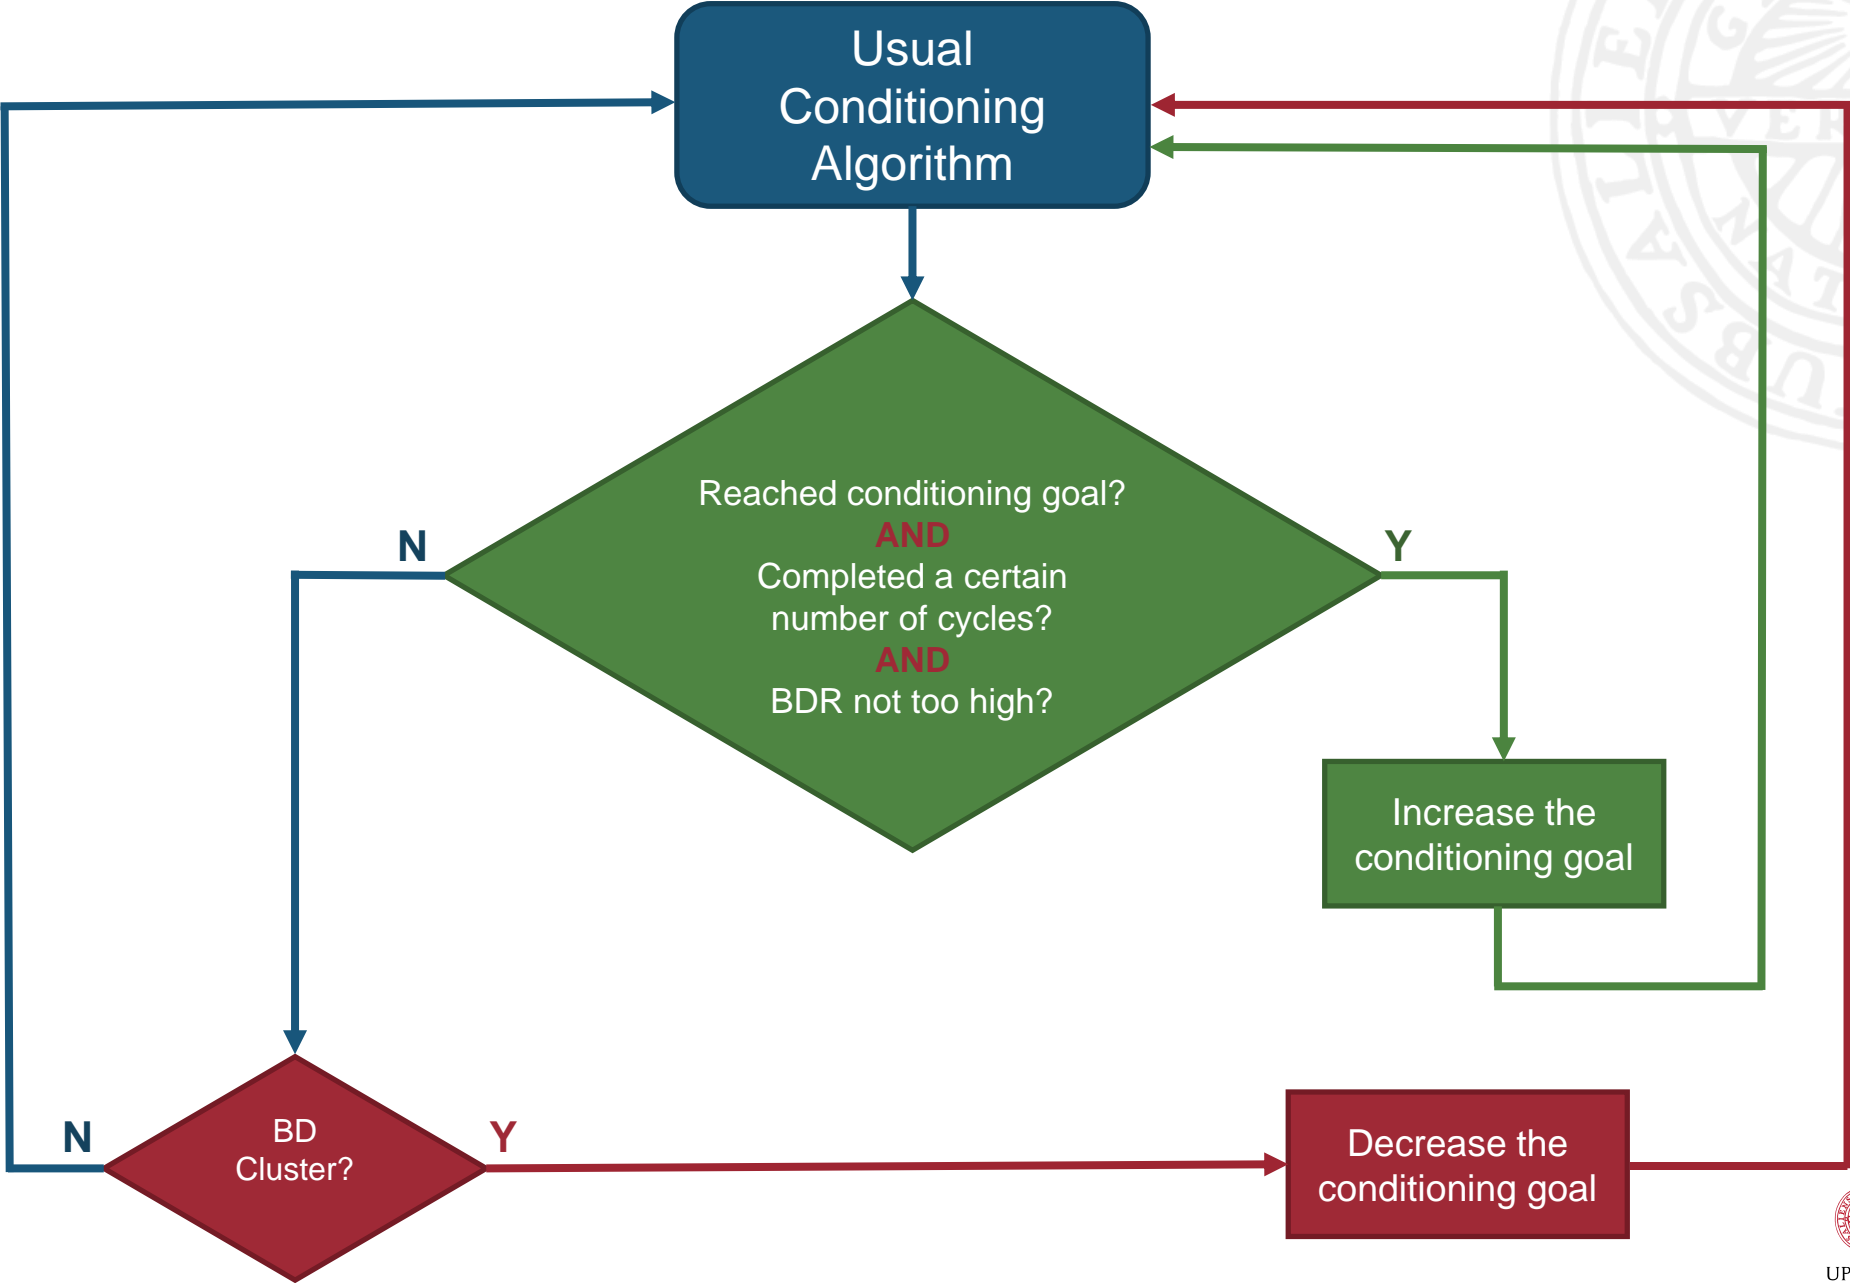 Usual
Conditioning
Algorithm
Reached conditioning goal?
AND
Completed a certain
number of cycles?
AND
BDR not too high?
N
Y
Increase the
conditioning goal
BD
Cluster?
N
Y
Decrease the
conditioning goal